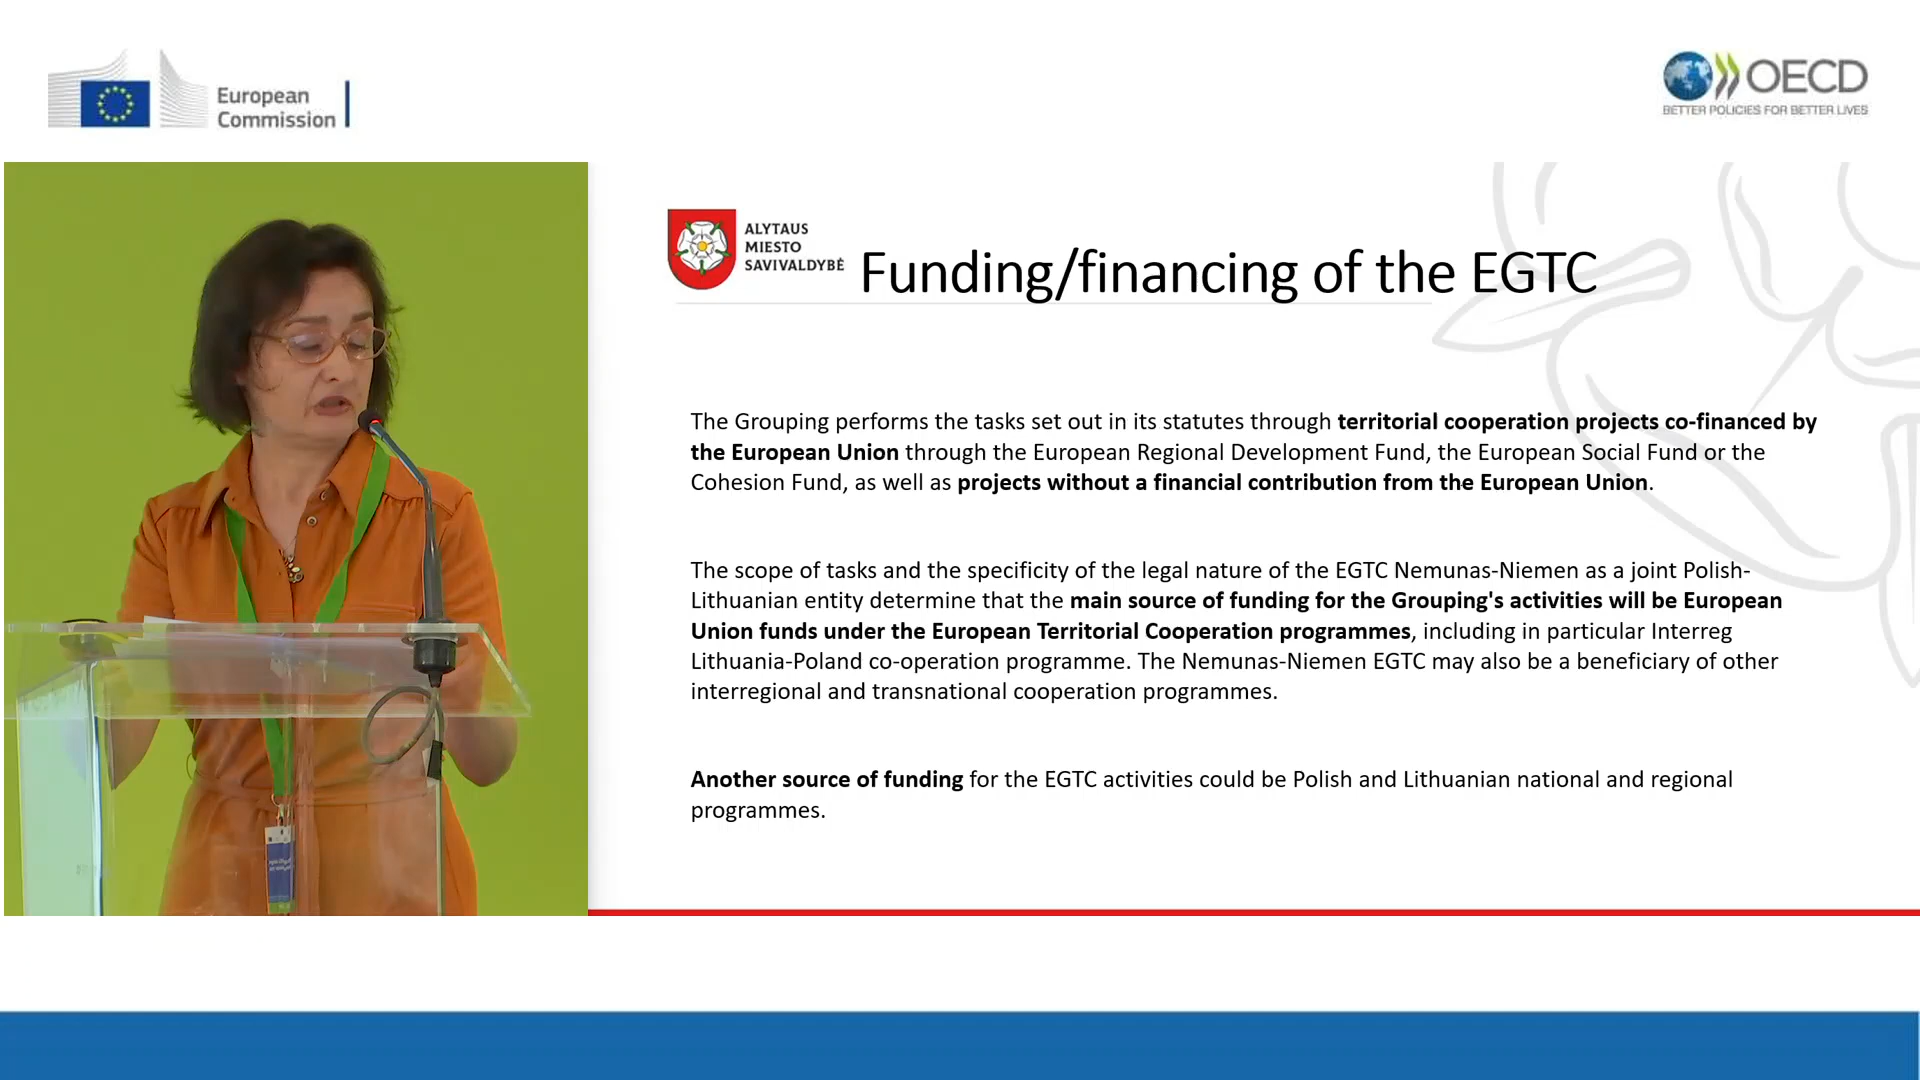 European
Commission
OECD
BETTER POLICIES FOR BETTER LIVES
ALYTAUS
MIESTO
SAVIVALDYBĖ
Funding/financing of the EGTC
The Grouping performs the tasks set out in its statutes through territorial cooperation projects co-financed by
the European Union through the European Regional Development Fund, the European Social Fund or the
Cohesion Fund, as well as projects without a financial contribution from the European Union.
The scope of tasks and the specificity of the legal nature of the EGTC Nemunas-Niemen as a joint Polish-
Lithuanian entity determine that the main source of funding for the Grouping's activities will be European
Union funds under the European Territorial Cooperation programmes, including in particular Interreg
Lithuania-Poland co-operation programme. The Nemunas-Niemen EGTC may also be a beneficiary of other
interregional and transnational cooperation programmes.
Another source of funding for the EGTC activities could be Polish and Lithuanian national and regional
programmes.